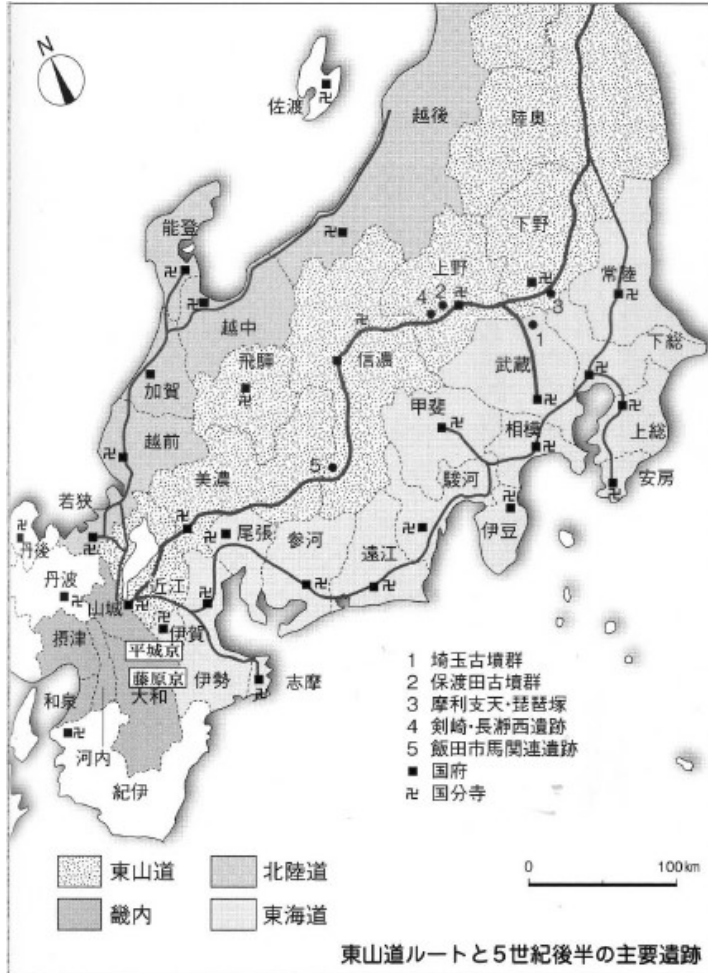 N
佐渡
越後
陸奥
能登
下野
上野
常陸
越中
4
2
3
1
飛騨
信濃
武蔵
下総
加賀
甲斐
相模
上総
越前
5
美濃
駿河
安房
若狭
尾張
参河
遠江
伊豆
丹後
丹波
近江
山城
伊賀
摂津
平城京
藤原京
伊勢
志摩
和泉
大和
河内
紀伊
1 埼玉古墳群
2 保渡田古墳群
3 摩利支天・琵琶塚
4 剣崎・長瀞西遺跡
5 飯田市馬関連遺跡
■ 国府
卍 国分寺
0 100km
東山道
北陸道
畿内
東海道
東山道ルートと5世紀後半の主要遺跡